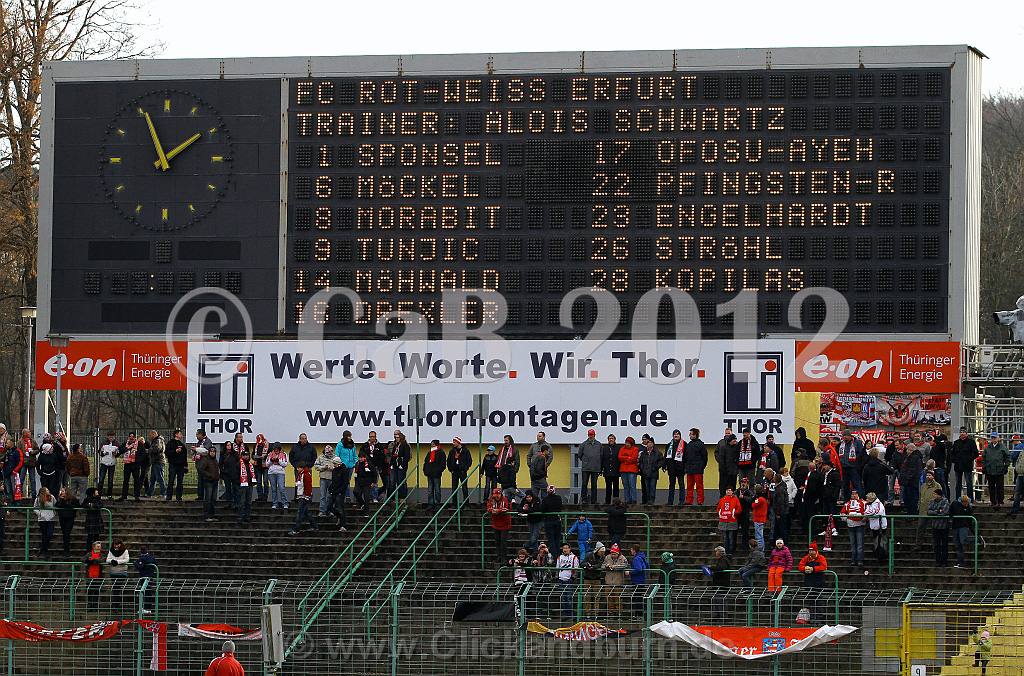 FC ROT-WEISS ERFURT
TRAINER ALOIS SCHWARTZ
1 SPONSEL 17 OFOSU-AYEH
6 MÖCKEL 22 PFINGSTEN-R
8 MORABIT 23 ENGELHARDT
9 TUNJIC 26 STRÖHL
14 MÖHWALD 28 KOPILAS
© CaB 2012
e·on Thüringer Energie
THOR
Werte. Worte. Wir. Thor.
www.thormontagen.de
THOR
e·on Thüringer Energie
© www.Clickandburn.de